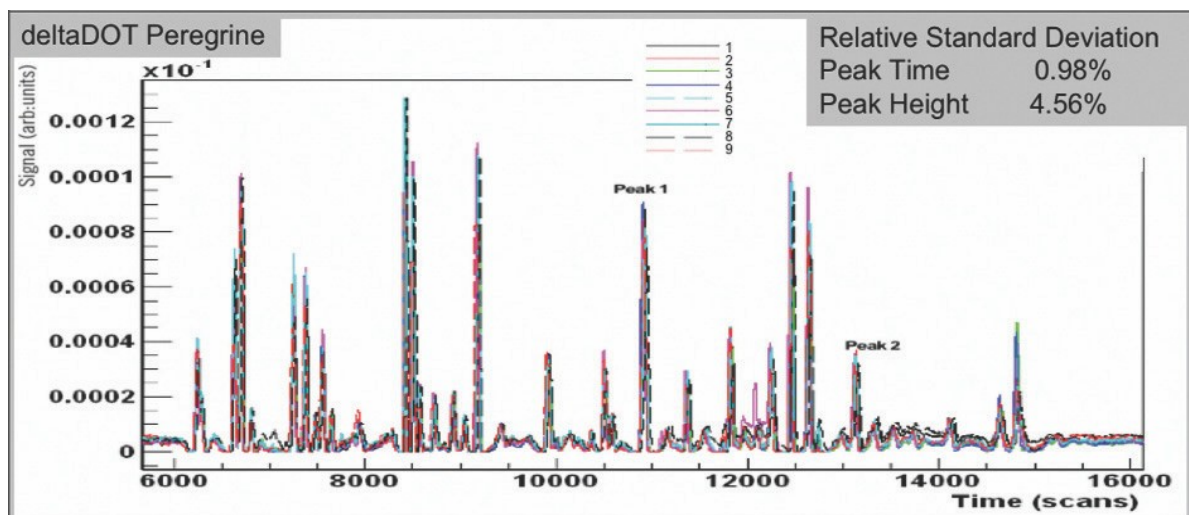 deltaDOT Peregrine
Relative Standard Deviation
Peak Time 0.98%
Peak Height 4.56%
x10⁻¹
Signal (arb:units)
1
2
3
4
5
6
7
8
9
0.0012
0.0001
0.0008
0.0006
0.0004
0.0002
0
Peak 1
Peak 2
6000 8000 10000 12000 14000 16000
Time (scans)